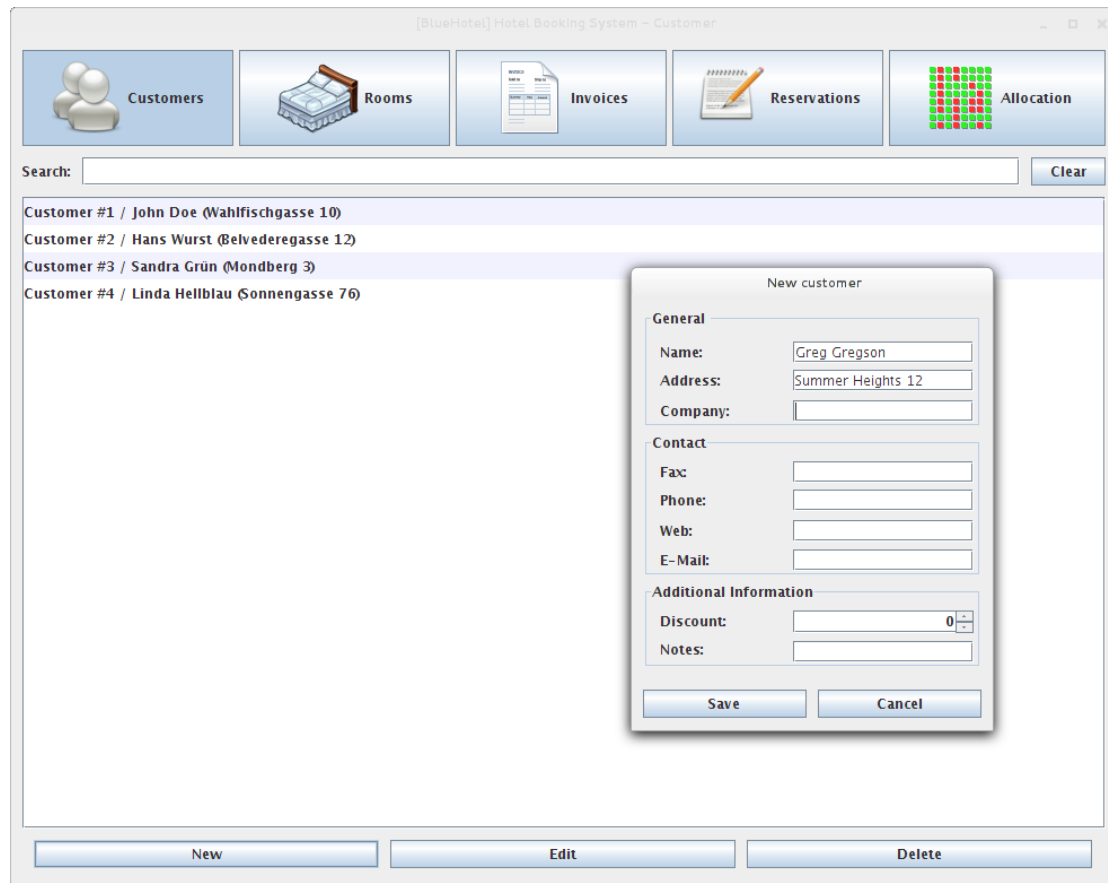 [BlueHotel] Hotel Booking System – Customer
Customers
Rooms
INVOICE
Invoices
Reservations
Allocation
Search:
Clear
Customer #1 / John Doe (Wahlfischgasse 10)
Customer #2 / Hans Wurst (Belvederegasse 12)
Customer #3 / Sandra Grün (Mondberg 3)
Customer #4 / Linda Hellblau (Sonnengasse 76)
New customer
General
Name: Greg Gregson
Address: Summer Heights 12
Company:
Contact
Fax:
Phone:
Web:
E-Mail:
Additional Information
Discount: 0
Notes:
Save Cancel
New Edit Delete